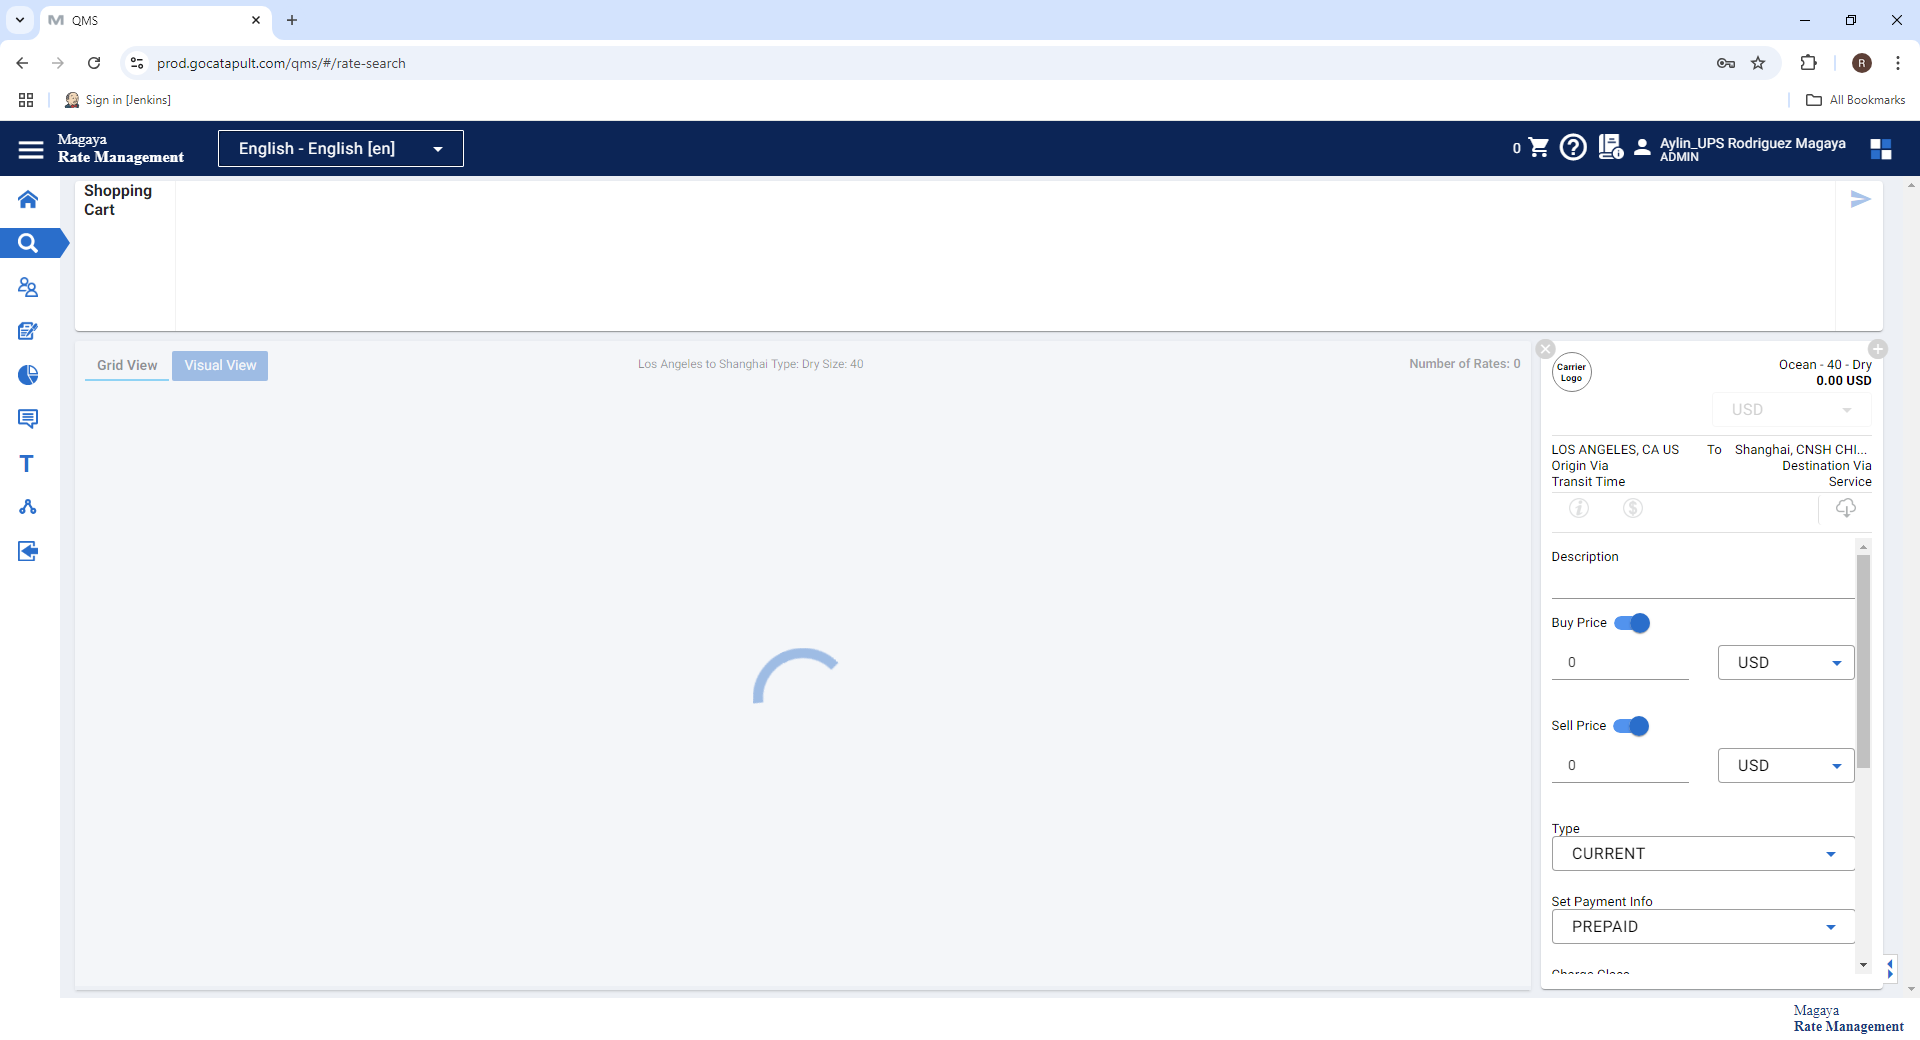 QMS
prod.gocatapult.com/qms/#/rate-search
R
Sign in [Jenkins]
All Bookmarks
Magaya
Rate Management
English - English [en]
0
Aylin_UPS Rodriguez Magaya
ADMIN
Shopping
Cart
Grid View
Visual View
Los Angeles to Shanghai Type: Dry Size: 40
Number of Rates: 0
Carrier
Logo
Ocean - 40 - Dry
0.00 USD
USD
LOS ANGELES, CA US To Shanghai, CNSH CHI...
Origin Via Destination Via
Transit Time Service
Description
Buy Price
0 USD
Sell Price
0 USD
Type
CURRENT
Set Payment Info
PREPAID
Charge Class
Magaya
Rate Management